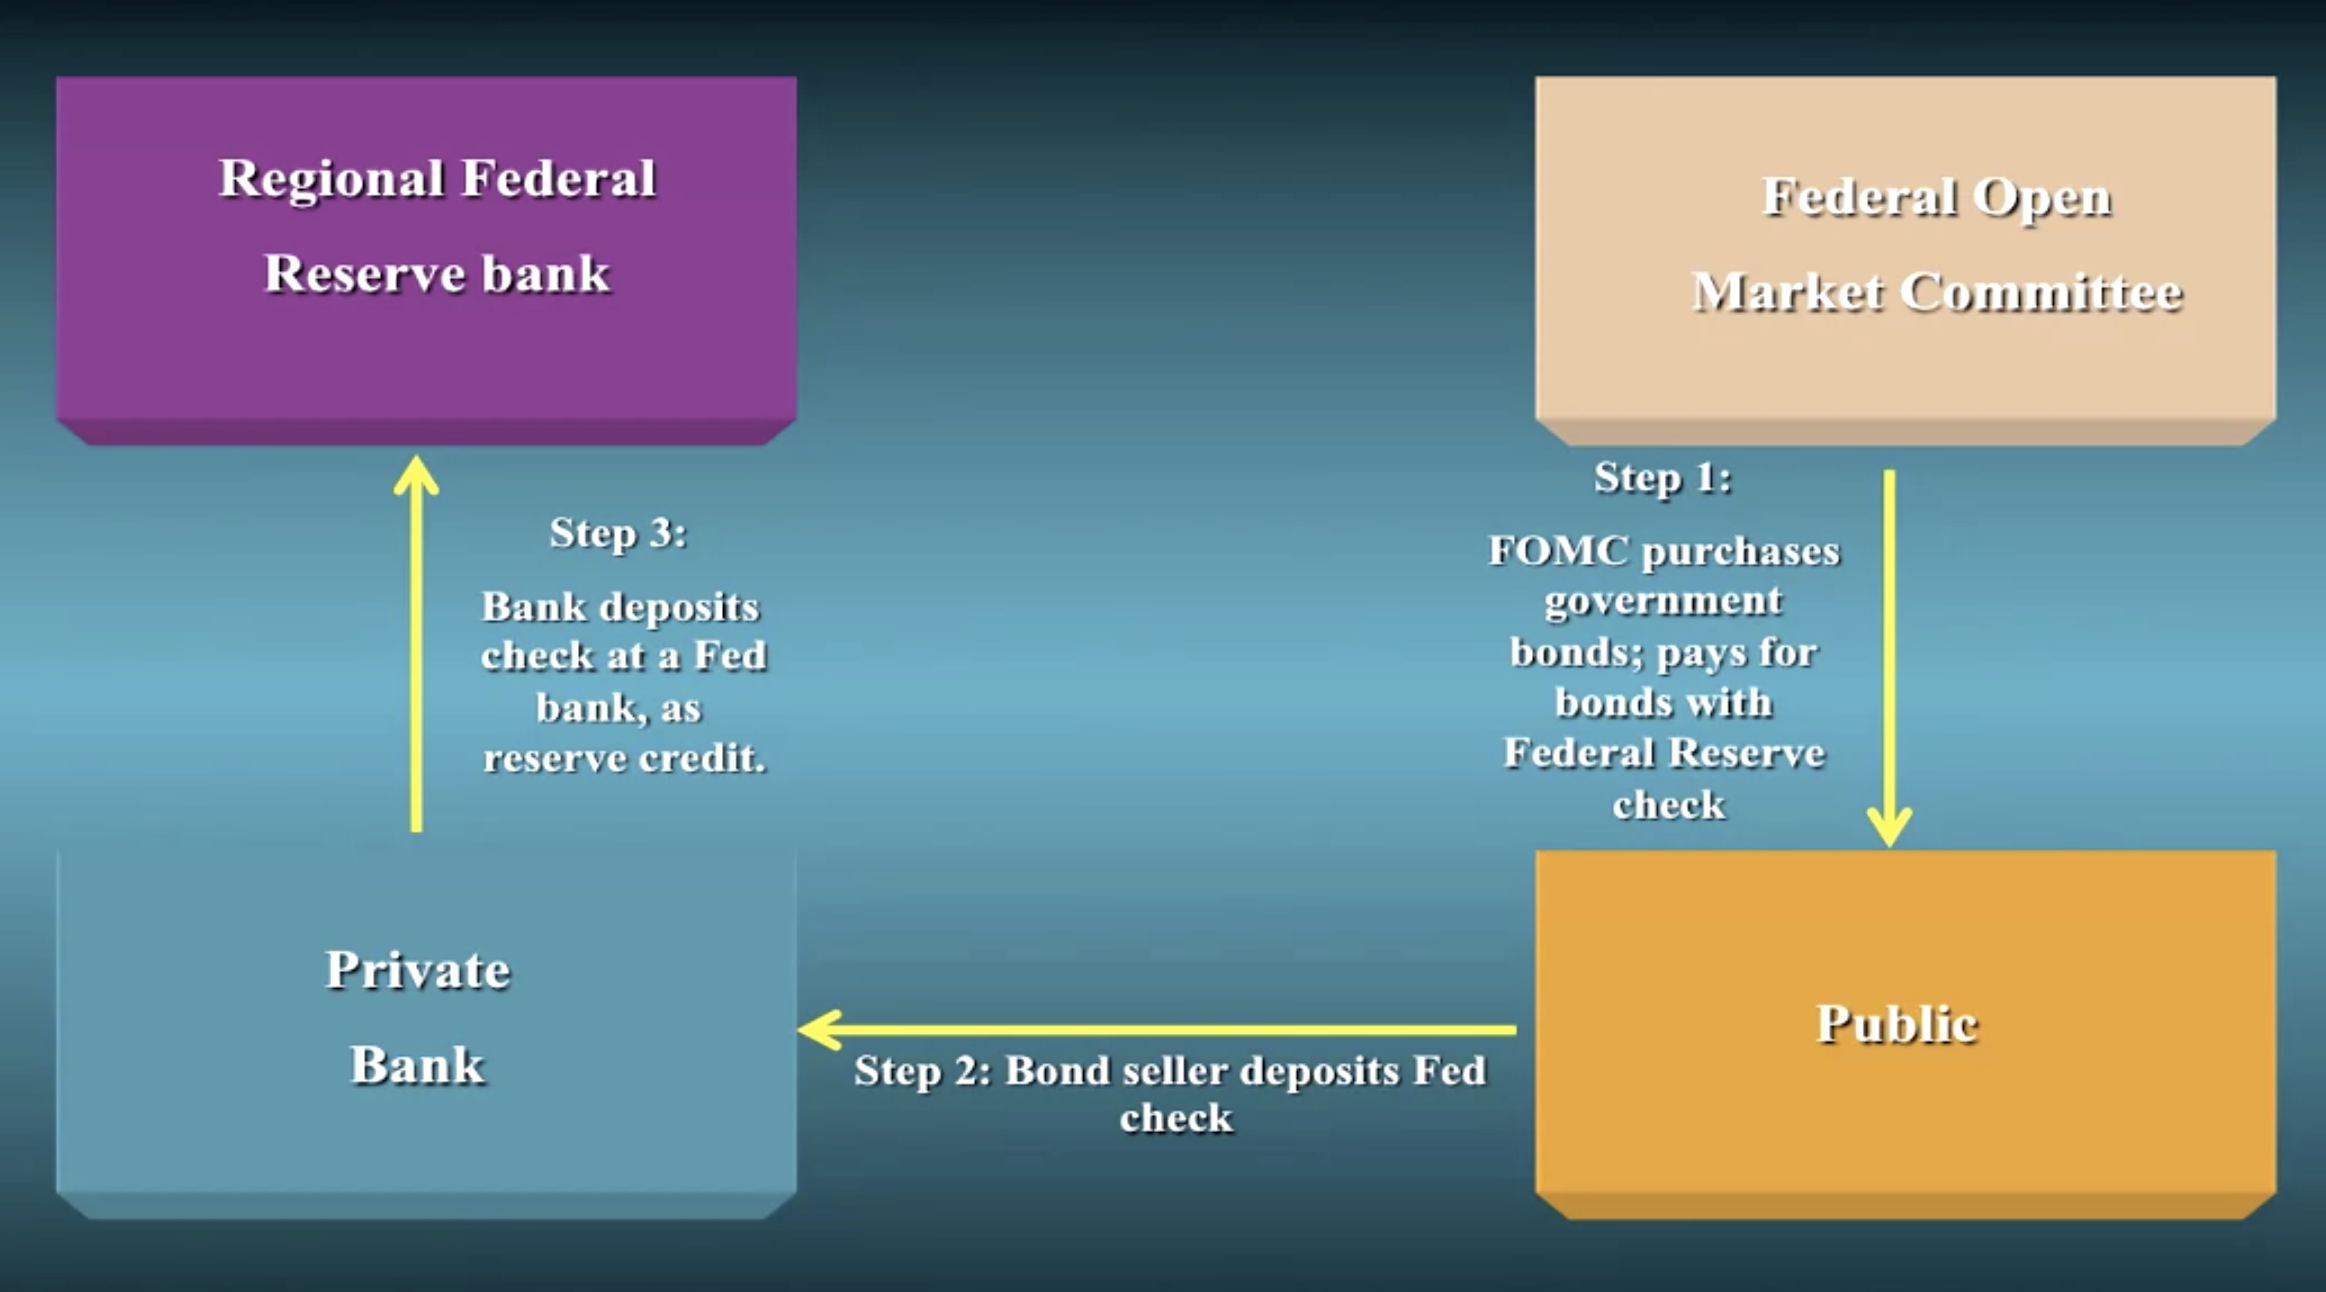 Regional Federal
Reserve bank
Federal Open
Market Committee
Step 1:
FOMC purchases
government
bonds; pays for
bonds with
Federal Reserve
check
Step 3:
Bank deposits
check at a Fed
bank, as
reserve credit.
Private
Bank
Step 2: Bond seller deposits Fed
check
Public